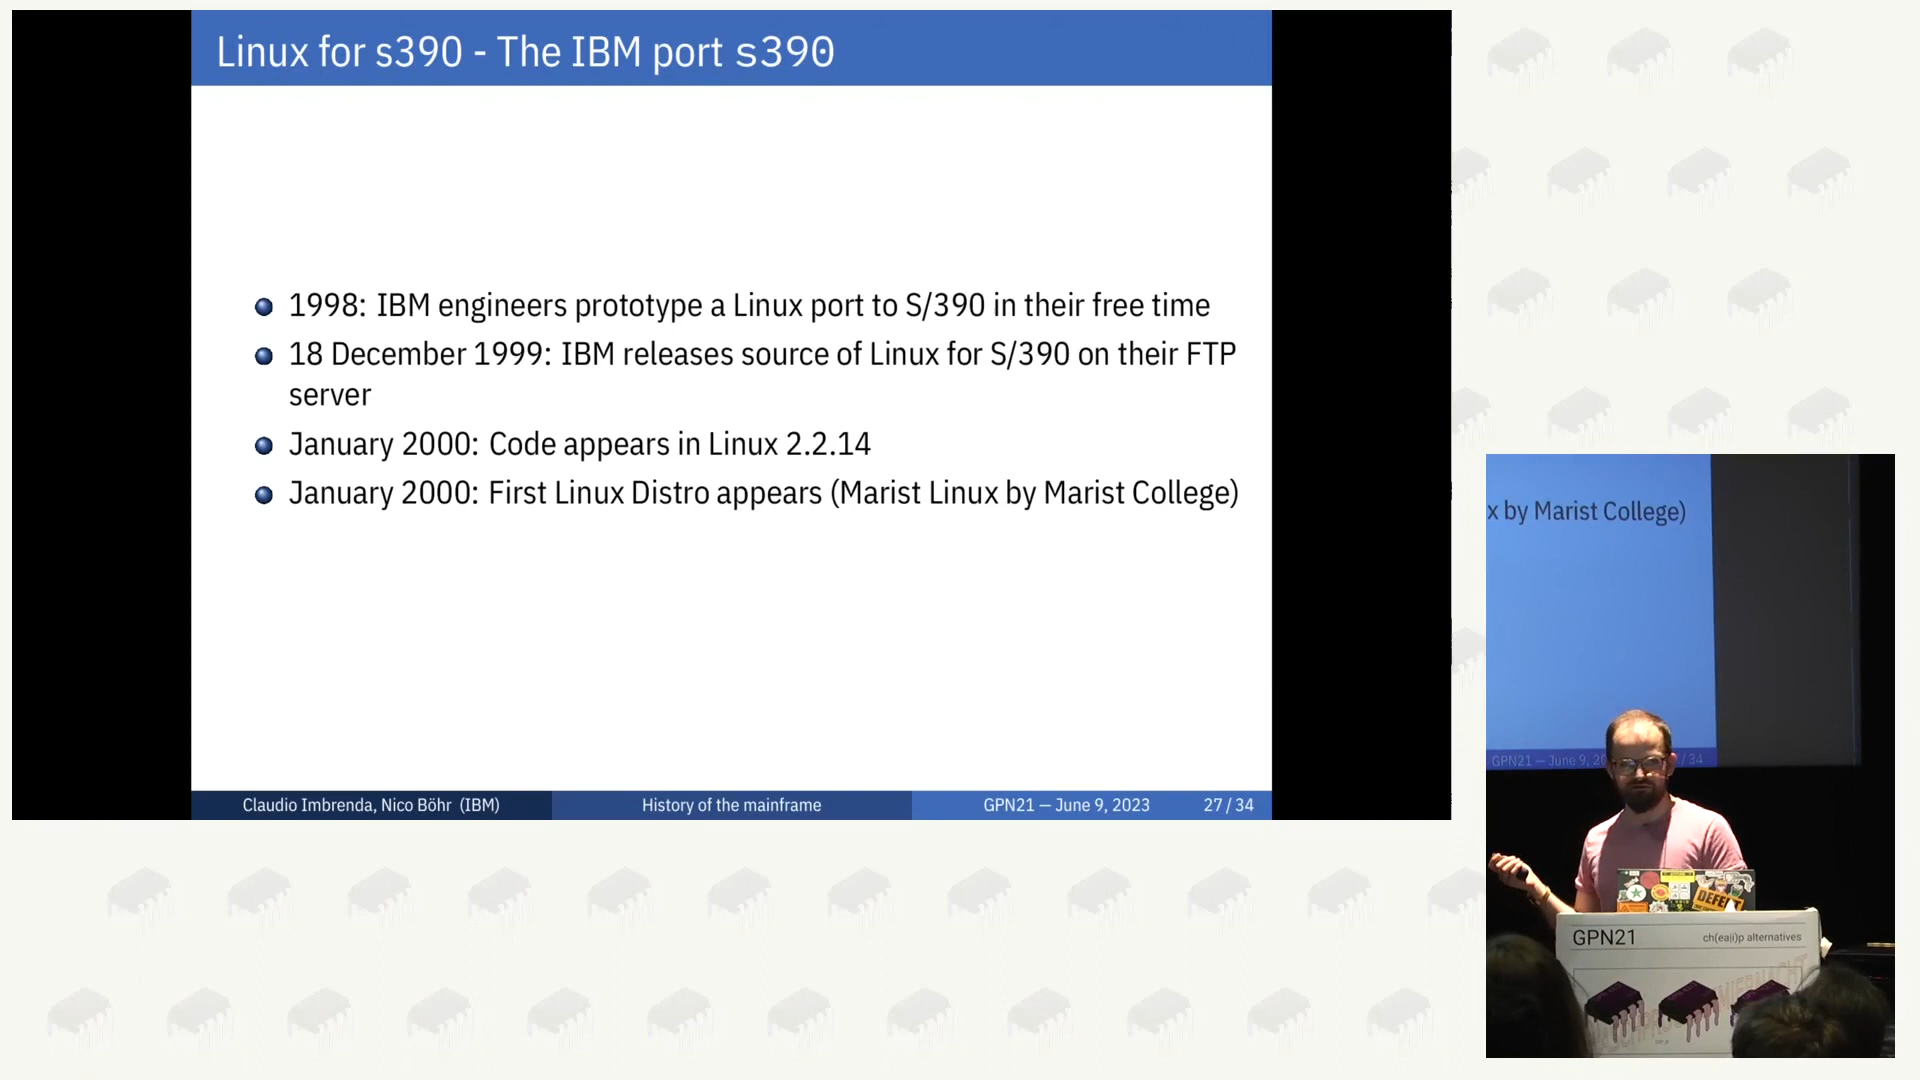 Linux for s390 - The IBM port s390
1998: IBM engineers prototype a Linux port to S/390 in their free time
18 December 1999: IBM releases source of Linux for S/390 on their FTP
server
January 2000: Code appears in Linux 2.2.14
January 2000: First Linux Distro appears (Marist Linux by Marist College)
Claudio Imbrenda, Nico Böhr (IBM)
History of the mainframe
GPN21 — June 9, 2023
27 / 34
x by Marist College)
GPN21 — June 9, 20
/ 34
DEFECT
GPN21
ch(ea|i)p alternatives